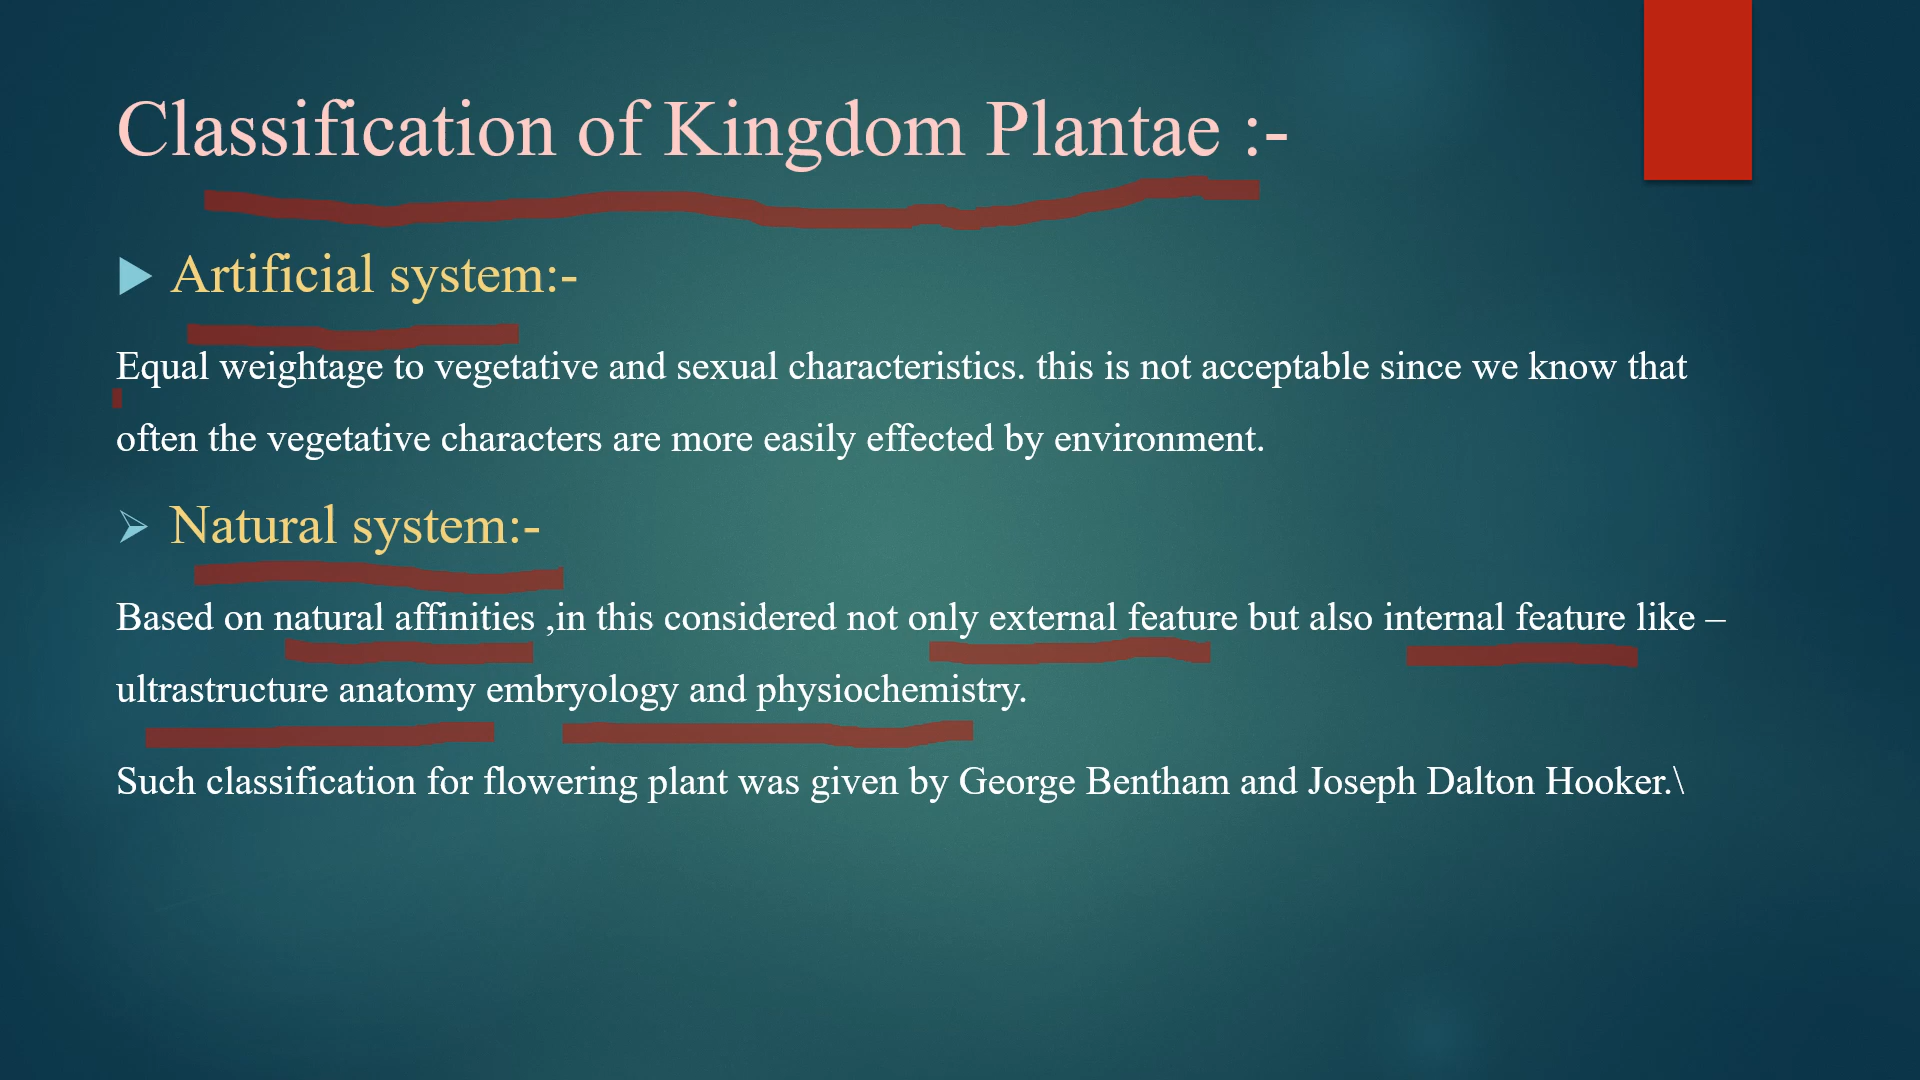 Classification of Kingdom Plantae :-
Artificial system:-
Equal weightage to vegetative and sexual characteristics. this is not acceptable since we know that
often the vegetative characters are more easily effected by environment.
Natural system:-
Based on natural affinities ,in this considered not only external feature but also internal feature like –
ultrastructure anatomy embryology and physiochemistry.
Such classification for flowering plant was given by George Bentham and Joseph Dalton Hooker.\